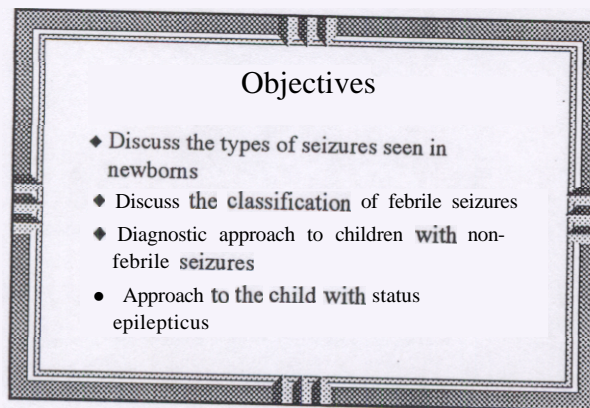 Objectives
◆ Discuss the types of seizures seen in
newborns
◆ Discuss the classification of febrile seizures
◆ Diagnostic approach to children with non-
febrile seizures
● Approach to the child with status
epilepticus